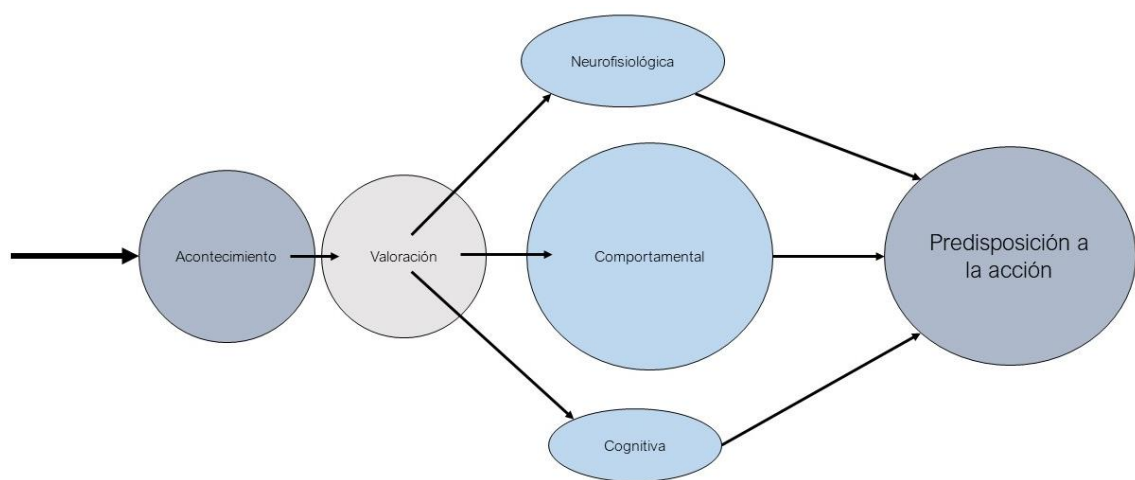 Neurofisiológica
Acontecimiento
Valoración
Comportamental
Predisposición a
la acción
Cognitiva